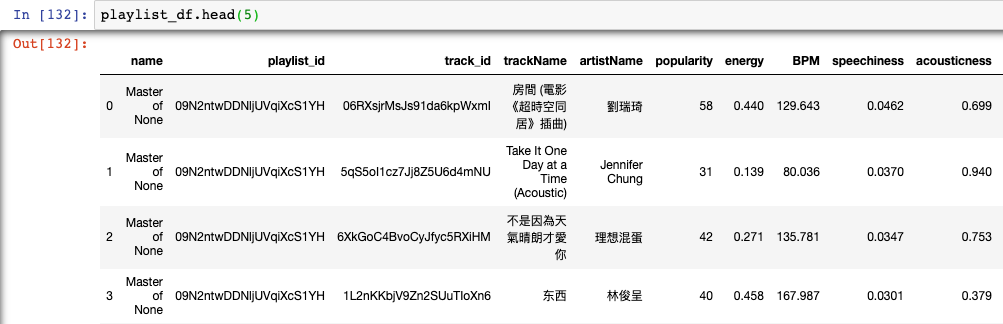 In [132]: playlist_df.head(5)
Out[132]:
name playlist_id track_id trackName artistName popularity energy BPM speechiness acousticness
0 Master of None 09N2ntwDDNljUVqiXcS1YH 06RXsjrMsJs91da6kpWxml 房間 (電影《超時空同居》插曲) 劉瑞琦 58 0.440 129.643 0.0462 0.699
1 Master of None 09N2ntwDDNljUVqiXcS1YH 5qS5ol1cz7Jj8Z5U6d4mNU Take It One Day at a Time (Acoustic) Jennifer Chung 31 0.139 80.036 0.0370 0.940
2 Master of None 09N2ntwDDNljUVqiXcS1YH 6XkGoC4BvoCyJfyc5RXiHM 不是因為天氣晴朗才愛你 理想混蛋 42 0.271 135.781 0.0347 0.753
3 Master of None 09N2ntwDDNljUVqiXcS1YH 1L2nKKbjV9Zn2SUuTIoXn6 东西 林俊呈 40 0.458 167.987 0.0301 0.379